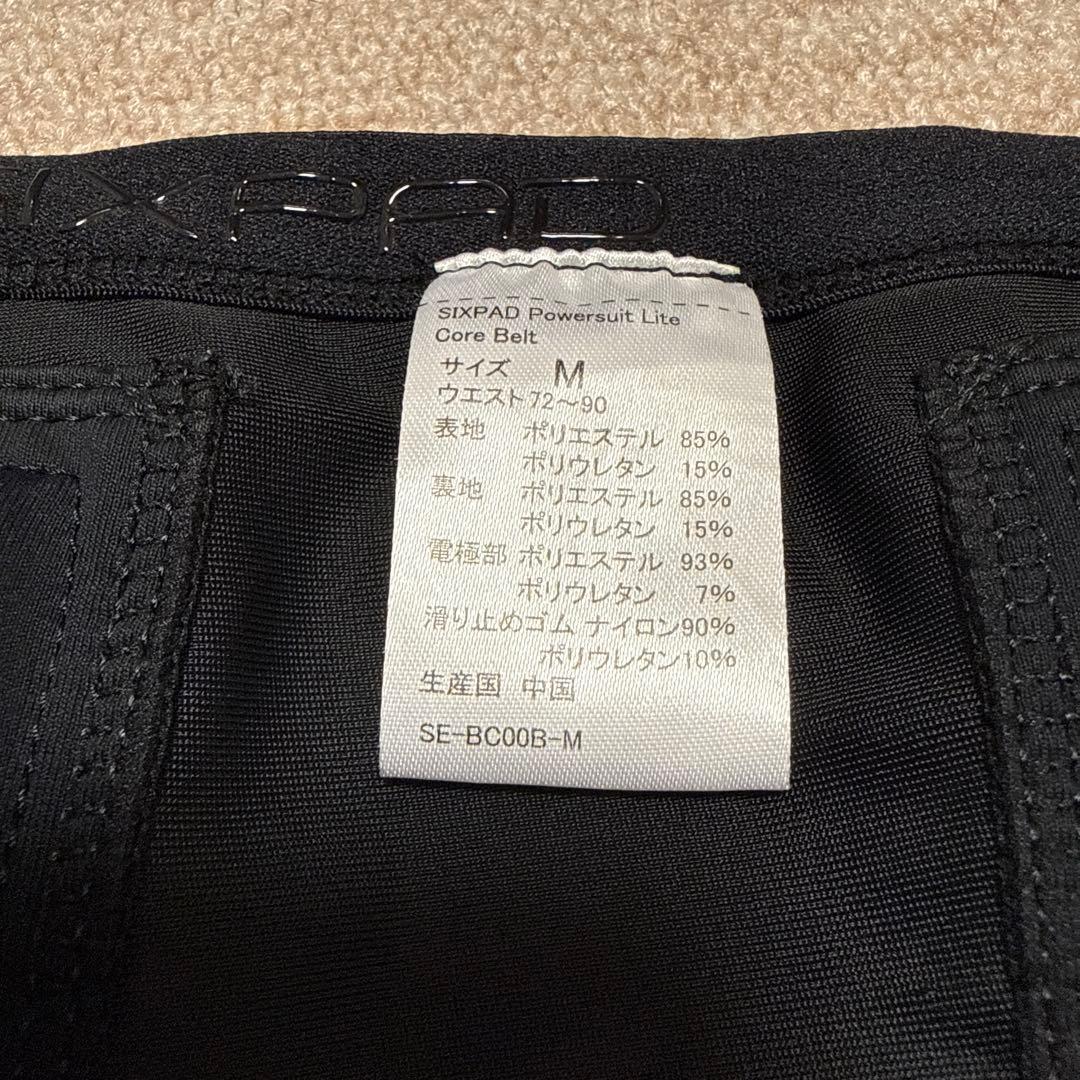 SIXPAD
SIXPAD Powersuit Lite
Core Belt
サイズ M
ウエスト 72～90
表地 ポリエステル 85%
ポリウレタン 15%
裏地 ポリエステル 85%
ポリウレタン 15%
電極部 ポリエステル 93%
ポリウレタン 7%
滑り止めゴム ナイロン90%
ポリウレタン10%
生産国 中国
SE-BC00B-M